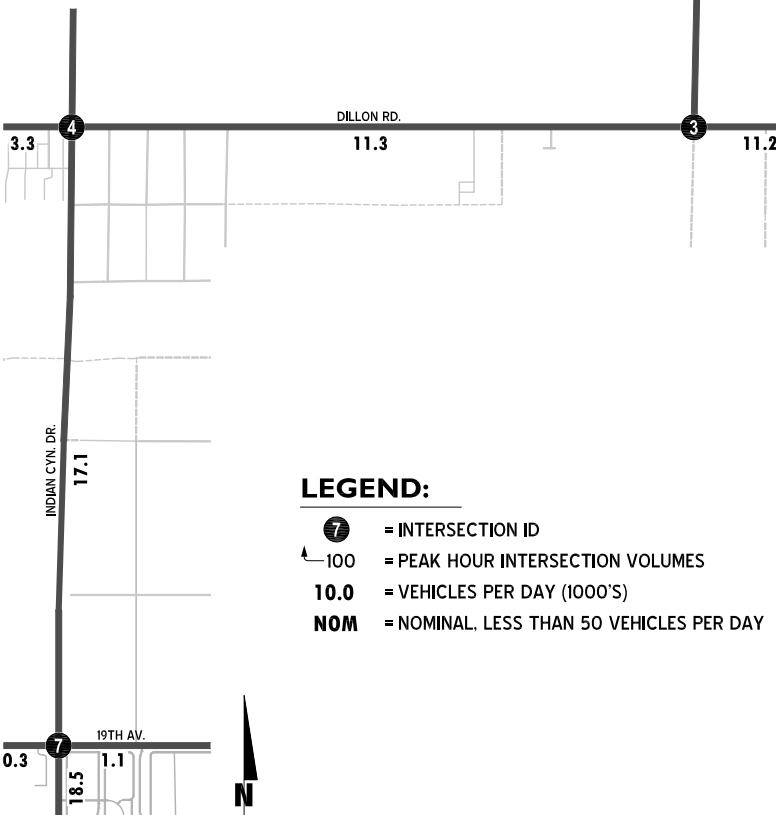 DILLON RD.
4
3
3.3
11.3
11.2
INDIAN CYN. DR.
17.1
LEGEND:
7 = INTERSECTION ID
100 = PEAK HOUR INTERSECTION VOLUMES
10.0 = VEHICLES PER DAY (1000'S)
NOM = NOMINAL, LESS THAN 50 VEHICLES PER DAY
19TH AV.
7
0.3
1.1
18.5
N